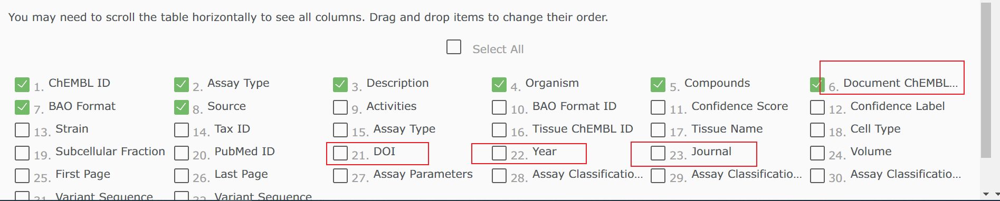 You may need to scroll the table horizontally to see all columns. Drag and drop items to change their order.
Select All
1. ChEMBL ID 2. Assay Type 3. Description 4. Organism 5. Compounds 6. Document ChEMBL...
7. BAO Format 8. Source 9. Activities 10. BAO Format ID 11. Confidence Score 12. Confidence Label
13. Strain 14. Tax ID 15. Assay Type 16. Tissue ChEMBL ID 17. Tissue Name 18. Cell Type
19. Subcellular Fraction 20. PubMed ID 21. DOI 22. Year 23. Journal 24. Volume
25. First Page 26. Last Page 27. Assay Parameters 28. Assay Classificatio... 29. Assay Classificatio... 30. Assay Classificatio...
31. Variant Sequence 32. Variant Sequence